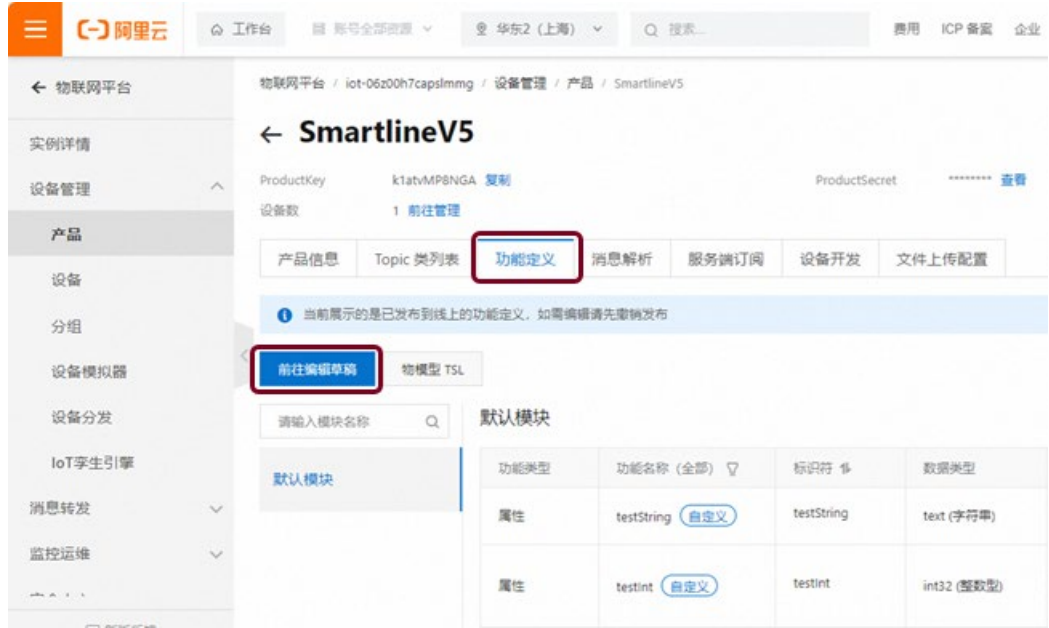 阿里云 工作台 账号全部资源 华东2（上海） 搜索... 费用 ICP 备案 企业
物联网平台
物联网平台 / iot-06z00h7capslmmg / 设备管理 / 产品 / SmartlineV5
实例详情
SmartlineV5
设备管理
ProductKey k1atvMP8NGA 复制 ProductSecret ******** 查看
设备数 1 前往管理
产品
产品信息 Topic 类列表 功能定义 消息解析 服务端订阅 设备开发 文件上传配置
设备
当前展示的是已发布到线上的功能定义，如需编辑请先撤销发布
分组
设备模拟器
前往编辑草稿 物模型 TSL
设备分发
请输入模块名称 默认模块
IoT孪生引擎
默认模块
功能类型 功能名称（全部） 标识符 数据类型
消息转发
属性 testString 自定义 testString text (字符串)
监控运维
属性 testInt 自定义 testInt int32 (整数型)